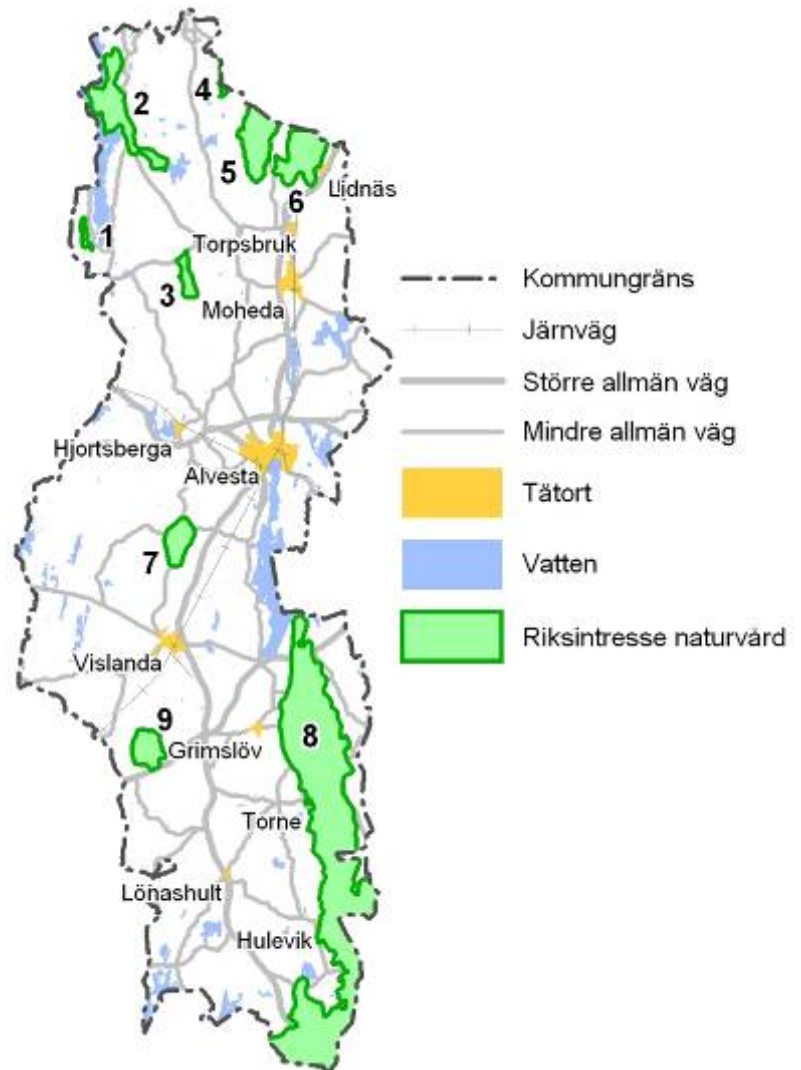 2
4
5
6
Lidnäs
1
Torpsbruk
3
Moheda
Hjortsberga
Alvesta
7
Vislanda
9
Grimslöv
8
Torne
Lönashult
Hulevik
Kommungräns
Järnväg
Större allmän väg
Mindre allmän väg
Tätort
Vatten
Riksintresse naturvård